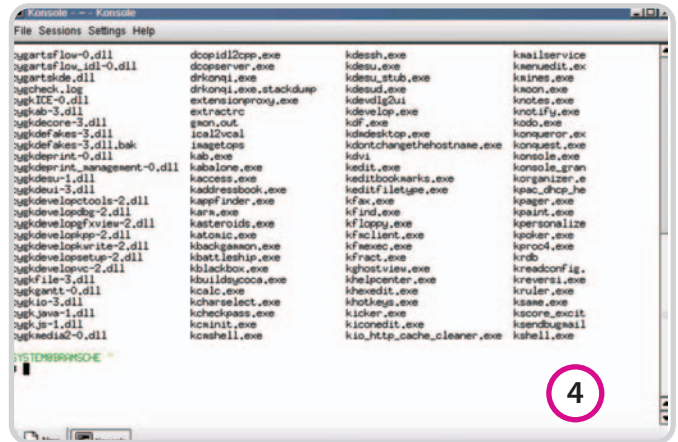 Konsole - ~ - Konsole
File Sessions Settings Help
cygartsflow-0.dll dcopidl2cpp.exe kdessh.exe kmailservice
cygartsflow_idl-0.dll dcopserver.exe kdesu.exe kmenuedit.ex
cygartskde.dll drkonqi.exe kdesu_stub.exe kmines.exe
cygcheck.log drkonqi.exe.stackdump kdesud.exe kmoon.exe
cygkICE-0.dll extensionproxy.exe kdevdlg2ui knotes.exe
cygkab-3.dll extractrc kdevelop.exe knotify.exe
cygkdecore-3.dll gmon.out kdf.exe kodo.exe
cygkdefakes-3.dll ical2vcal kdmdesktop.exe konqueror.ex
cygkdefakes-3.dll.bak imagetops kdontchangethehostname.exe konquest.exe
cygkdeprint-0.dll kab.exe kdvi konsole.exe
cygkdeprint_management-0.dll kabalone.exe kedit.exe konsole_gran
cygkdesu-1.dll kaccess.exe keditbookmarks.exe korganizer.e
cygkdeui-3.dll kaddressbook.exe keditfiletype.exe kpac_dhcp_he
cygkdevelopctools-2.dll kappfinder.exe kfax.exe kpager.exe
cygkdevelopdbg-2.dll karm.exe kfind.exe kpaint.exe
cygkdevelopgfxview-2.dll kasteroids.exe kfloppy.exe kpersonalize
cygkdevelopkpp-2.dll katomic.exe kfmclient.exe kpoker.exe
cygkdevelopkwrite-2.dll kbackgammon.exe kfmexec.exe kproc4.exe
cygkdevelopsetup-2.dll kbattleship.exe kfract.exe krdb
cygkdevelopvc-2.dll kblackbox.exe kghostview.exe kreadconfig.
cygkfile-3.dll kbuildsycoca.exe khelpcenter.exe kreversi.exe
cygkgantt-0.dll kcalc.exe khexedit.exe kruler.exe
cygkio-3.dll kcharselect.exe khotkeys.exe ksame.exe
cygkjava-1.dll kcheckpass.exe kicker.exe kscore_excit
cygkjs-1.dll kcminit.exe kiconedit.exe ksendbugmail
cygkmedia2-0.dll kcmshell.exe kio_http_cache_cleaner.exe kshell.exe
SYSTEM@BRAMSCHE ~
4
New Konsole